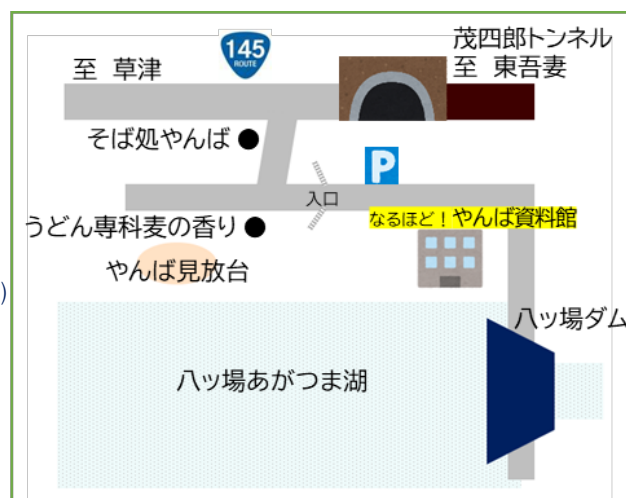 145
ROUTE
茂四郎トンネル
至 草津
至 東吾妻
そば処やんば
P
入口
うどん専科麦の香り
なるほど！やんば資料館
やんば見放台
)
八ッ場ダム
八ッ場あがつま湖